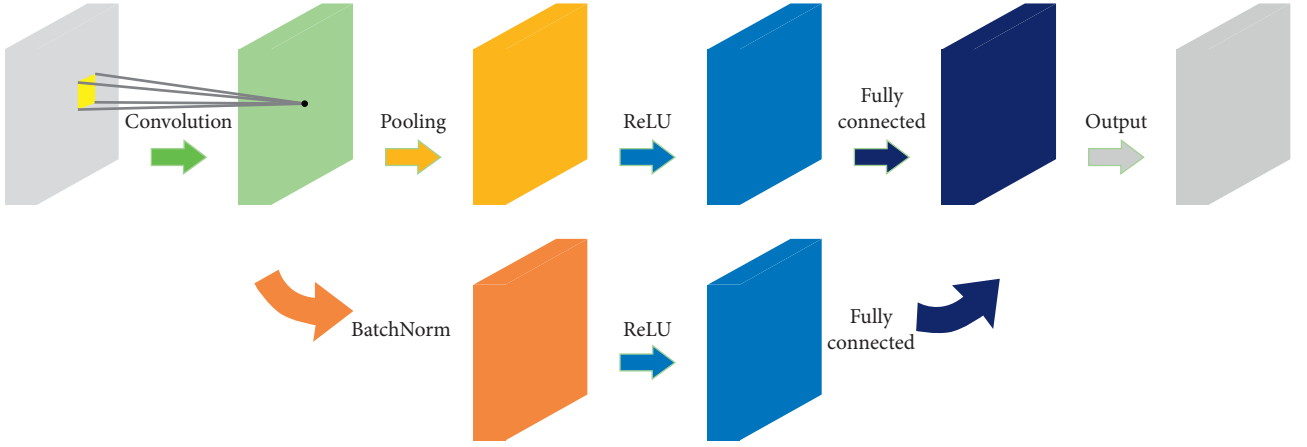 Convolution
Pooling
ReLU
Fully
connected
Output
BatchNorm
ReLU
Fully
connected